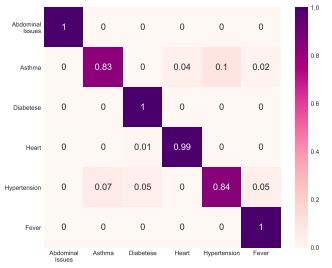 Abdominal
Issues
1 0 0 0 0 0
Asthma 0 0.83 0 0.04 0.1 0.02
Diabetese 0 0 1 0 0 0
Heart 0 0 0.01 0.99 0 0
Hypertension 0 0.07 0.05 0 0.84 0.05
Fever 0 0 0 0 0 1
Abdominal
Issues
Asthma Diabetese Heart Hypertension Fever
1.0
0.8
0.6
0.4
0.2
0.0